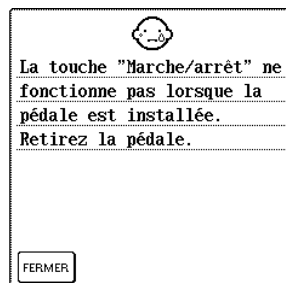 La touche "Marche/arrêt" ne
fonctionne pas lorsque la
pédale est installée.
Retirez la pédale.
FERMER